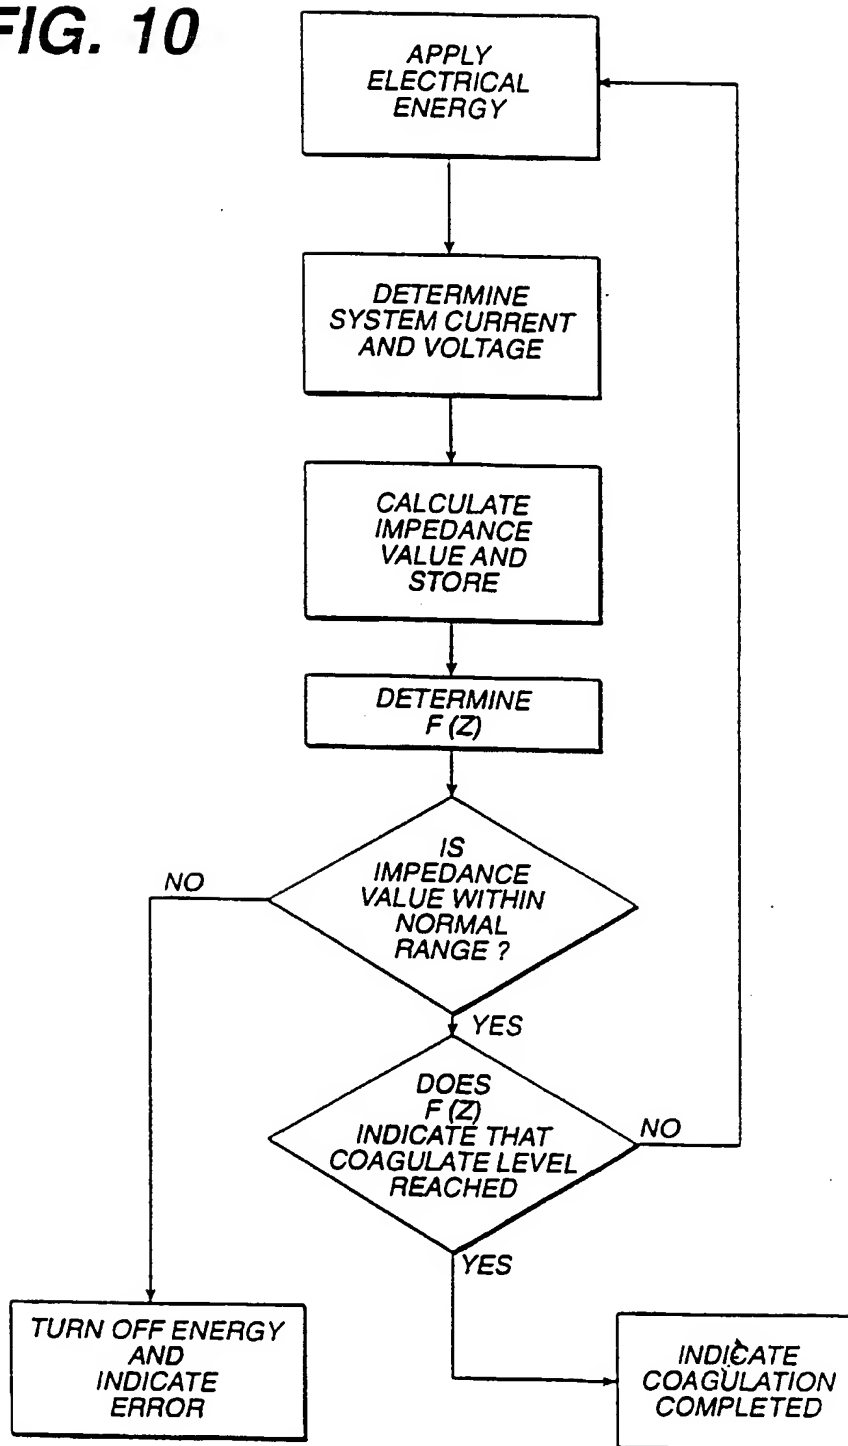 FIG. 10
APPLY
ELECTRICAL
ENERGY
DETERMINE
SYSTEM CURRENT
AND VOLTAGE
CALCULATE
IMPEDANCE
VALUE AND
STORE
DETERMINE
F (Z)
IS
IMPEDANCE
VALUE WITHIN
NORMAL
RANGE ?
NO
YES
DOES
F (Z)
INDICATE THAT
COAGULATE LEVEL
REACHED
NO
YES
TURN OFF ENERGY
AND
INDICATE
ERROR
INDICATE
COAGULATION
COMPLETED